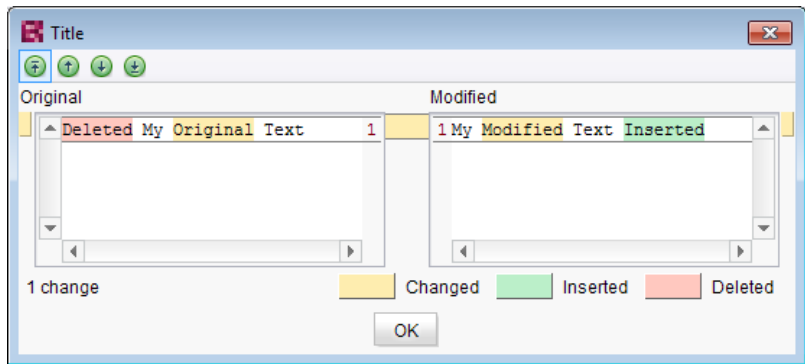 Title
Original Modified
Deleted My Original Text 1 1 My Modified Text Inserted
1 change Changed Inserted Deleted
OK